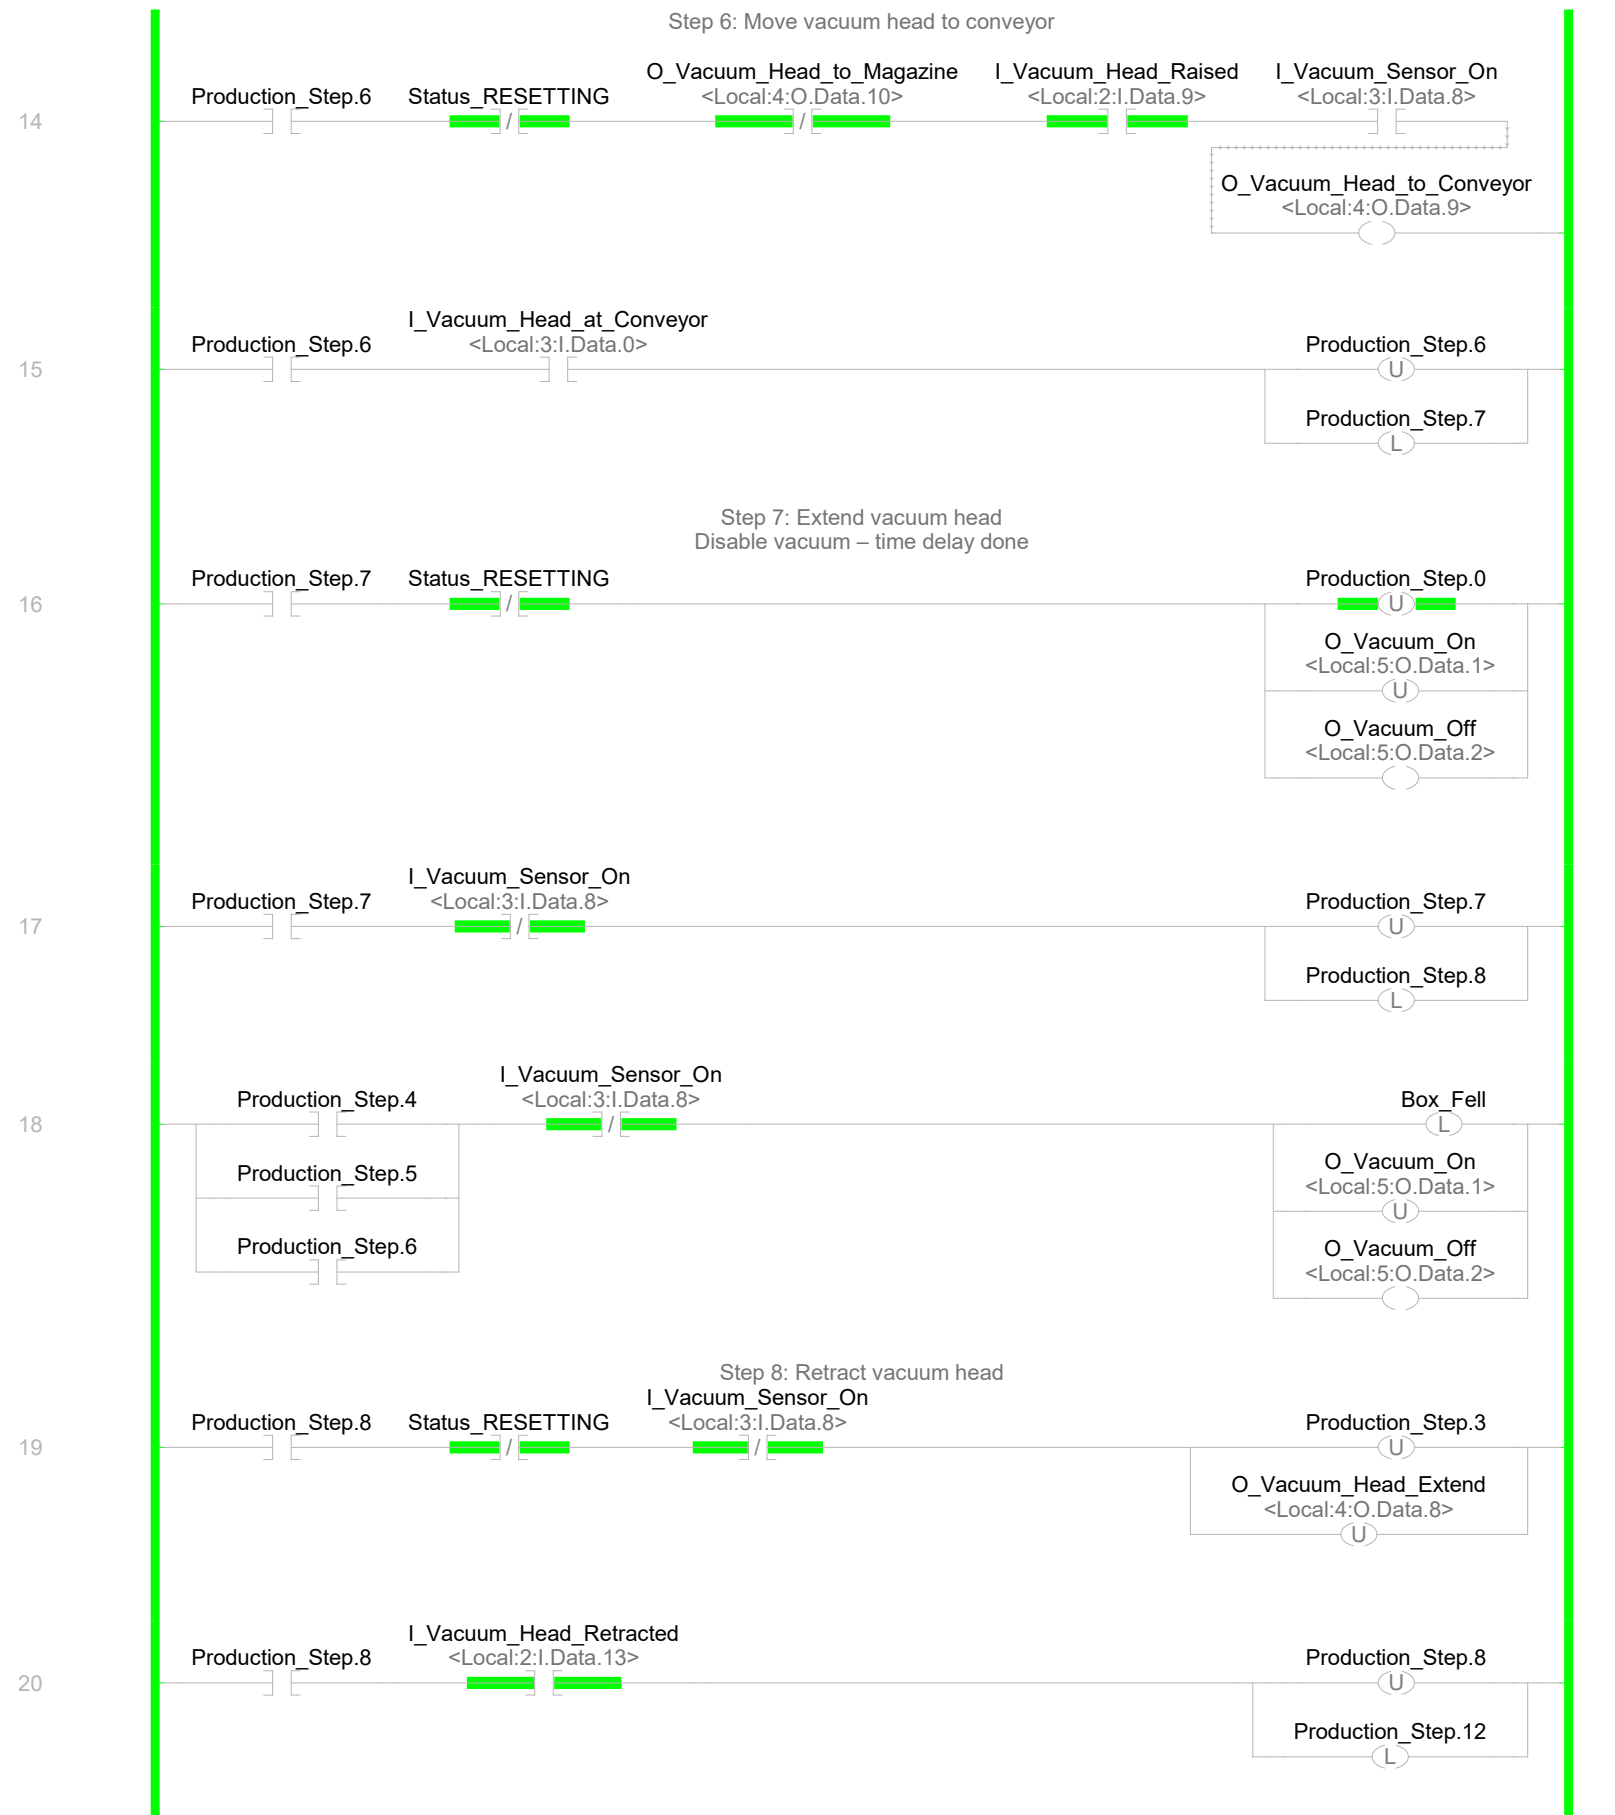 Step 6: Move vacuum head to conveyor
14
Production_Step.6
Status_RESETTING
/
O_Vacuum_Head_to_Magazine
<Local:4:O.Data.10>
/
I_Vacuum_Head_Raised
<Local:2:I.Data.9>
I_Vacuum_Sensor_On
<Local:3:I.Data.8>
O_Vacuum_Head_to_Conveyor
<Local:4:O.Data.9>
15
Production_Step.6
I_Vacuum_Head_at_Conveyor
<Local:3:I.Data.0>
Production_Step.6
U
Production_Step.7
L
Step 7: Extend vacuum head
Disable vacuum – time delay done
16
Production_Step.7
Status_RESETTING
/
Production_Step.0
U
O_Vacuum_On
<Local:5:O.Data.1>
U
O_Vacuum_Off
<Local:5:O.Data.2>
17
Production_Step.7
I_Vacuum_Sensor_On
<Local:3:I.Data.8>
/
Production_Step.7
U
Production_Step.8
L
18
Production_Step.4
Production_Step.5
Production_Step.6
I_Vacuum_Sensor_On
<Local:3:I.Data.8>
/
Box_Fell
L
O_Vacuum_On
<Local:5:O.Data.1>
U
O_Vacuum_Off
<Local:5:O.Data.2>
Step 8: Retract vacuum head
19
Production_Step.8
Status_RESETTING
/
I_Vacuum_Sensor_On
<Local:3:I.Data.8>
/
Production_Step.3
U
O_Vacuum_Head_Extend
<Local:4:O.Data.8>
U
20
Production_Step.8
I_Vacuum_Head_Retracted
<Local:2:I.Data.13>
Production_Step.8
U
Production_Step.12
L